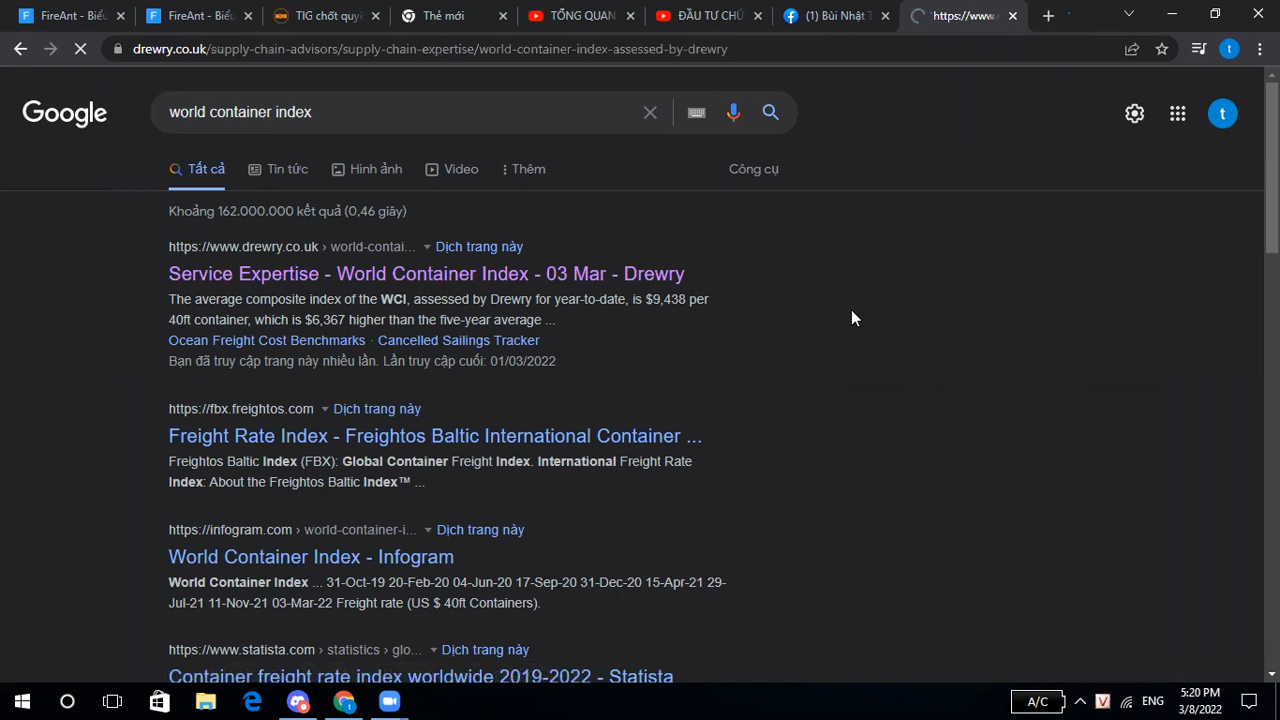 FireAnt - Biểu
FireAnt - Biểu
TIG chốt quyề
Thẻ mới
TỔNG QUAN
ĐẦU TƯ CHỨ
(1) Bùi Nhật T
https://www.
drewry.co.uk/supply-chain-advisors/supply-chain-expertise/world-container-index-assessed-by-drewry
t
Google
world container index
t
Tất cả
Tin tức
Hình ảnh
Video
Thêm
Công cụ
Khoảng 162.000.000 kết quả (0,46 giây)
https://www.drewry.co.uk › world-contai... Dịch trang này
Service Expertise - World Container Index - 03 Mar - Drewry
The average composite index of the WCI, assessed by Drewry for year-to-date, is $9,438 per
40ft container, which is $6,367 higher than the five-year average ...
Ocean Freight Cost Benchmarks · Cancelled Sailings Tracker
Bạn đã truy cập trang này nhiều lần. Lần truy cập cuối: 01/03/2022
https://fbx.freightos.com Dịch trang này
Freight Rate Index - Freightos Baltic International Container ...
Freightos Baltic Index (FBX): Global Container Freight Index. International Freight Rate
Index: About the Freightos Baltic Index™ ...
https://infogram.com › world-container-i... Dịch trang này
World Container Index - Infogram
World Container Index ... 31-Oct-19 20-Feb-20 04-Jun-20 17-Sep-20 31-Dec-20 15-Apr-21 29-
Jul-21 11-Nov-21 03-Mar-22 Freight rate (US $ 40ft Containers).
https://www.statista.com › statistics › glo... Dịch trang này
Container freight rate index worldwide 2019-2022 - Statista
A/C
V
ENG
5:20 PM
3/8/2022